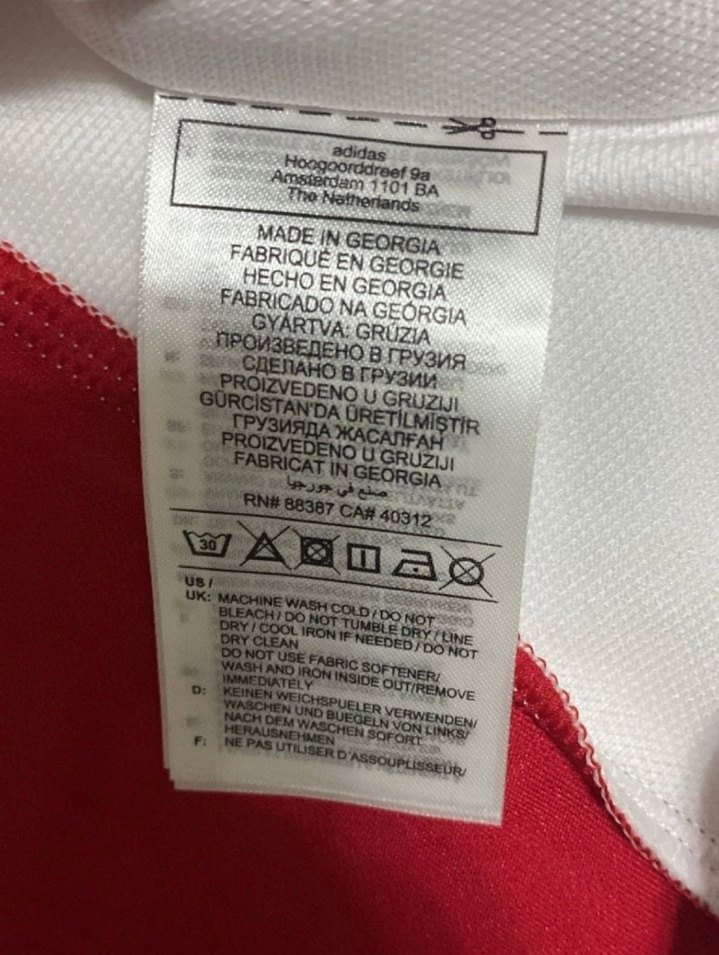 adidas
Hoogoorddreef 9a
Amsterdam 1101 BA
The Netherlands
MADE IN GEORGIA
FABRIQUÉ EN GEORGIE
HECHO EN GEORGIA
FABRICADO NA GEÓRGIA
GYÁRTVA: GRÚZIA
ПРОИЗВЕДЕНО В ГРУЗИЯ
СДЕЛАНО В ГРУЗИИ
PROIZVEDENO U GRUZIJI
GÜRCİSTAN'DA ÜRETİLMİŞTİR
ГРУЗИЯДА ЖАСАЛҒАН
PROIZVEDENO U GRUZIJI
FABRICAT IN GEORGIA
صنع في جورجيا
RN# 88387 CA# 40312
30
US /
UK: MACHINE WASH COLD / DO NOT
BLEACH / DO NOT TUMBLE DRY / LINE
DRY / COOL IRON IF NEEDED / DO NOT
DRY CLEAN
DO NOT USE FABRIC SOFTENER/
WASH AND IRON INSIDE OUT/REMOVE
IMMEDIATELY
D: KEINEN WEICHSPUELER VERWENDEN/
WASCHEN UND BUEGELN VON LINKS/
NACH DEM WASCHEN SOFORT
HERAUSNEHMEN
F: NE PAS UTILISER D'ASSOUPLISSEUR/